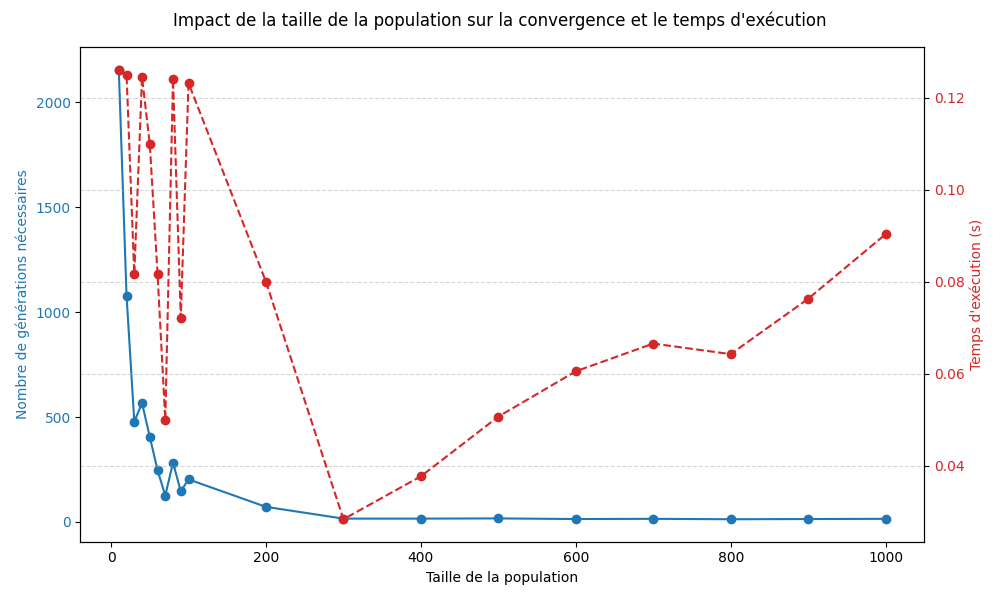 Impact de la taille de la population sur la convergence et le temps d'exécution
Nombre de générations nécessaires
2000
1500
1000
500
0
0.12
0.10
0.08
0.06
0.04
Temps d'exécution (s)
0 200 400 600 800 1000
Taille de la population